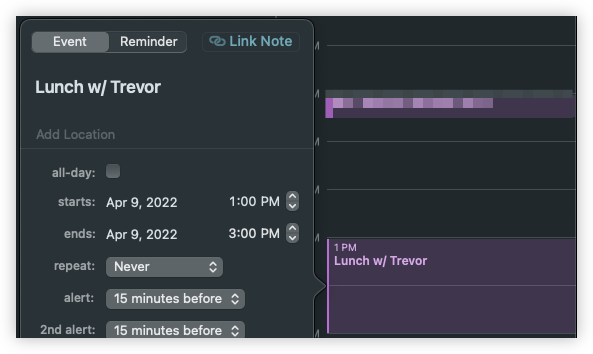 Event Reminder Link Note
Lunch w/ Trevor
Add Location
all-day:
starts: Apr 9, 2022 1:00 PM
ends: Apr 9, 2022 3:00 PM
repeat: Never
alert: 15 minutes before
2nd alert: 15 minutes before
M
M
M
M
M
1 PM
Lunch w/ Trevor
M